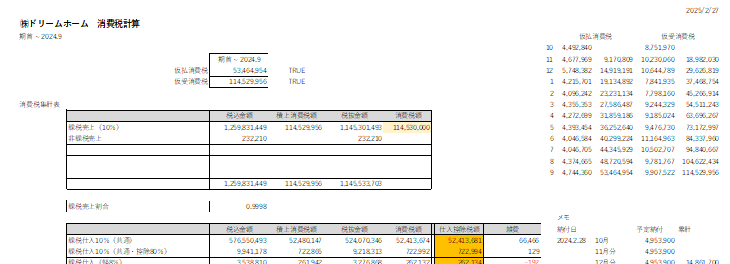 2025/2/27
㈱ドリームホーム 消費税計算
期首 ~ 2024.9
仮払消費税 仮受消費税
10 4,492,840 8,751,970
期首 ~ 2024.9
11 4,677,969 9,170,809 10,230,060 18,982,030
仮払消費税 53,464,954 TRUE
12 5,748,382 14,919,191 10,644,789 29,626,819
仮受消費税 114,529,956 TRUE
1 4,215,701 19,134,892 7,841,935 37,468,754
2 4,096,242 23,231,134 7,798,160 45,266,914
消費税集計表
3 4,355,353 27,586,487 9,244,329 54,511,243
税込金額 積上消費税額 税抜金額 消費税額
4 4,272,699 31,859,186 9,185,024 63,696,267
課税売上 (10%) 1,259,831,449 114,529,956 1,145,301,493 114,530,000
5 4,393,454 36,252,640 9,476,730 73,172,997
非課税売上 232,210 232,210
6 4,046,584 40,299,224 11,164,963 84,337,960
7 4,046,705 44,345,929 10,502,707 94,840,667
8 4,374,665 48,720,594 9,781,767 104,622,434
9 4,744,360 53,464,954 9,907,522 114,529,956
1,259,831,449 114,529,956 1,145,533,703
課税売上割合 0.9998
メモ
税込金額 積上消費税額 税抜金額 消費税額 仕入控除税額 雑費
納付日 予定納付 累計
課税仕入10% (共通) 576,550,493 52,480,147 524,070,346 52,413,674 52,413,681 66,466
2024.2.28 10月 4,953,900
課税仕入10% (共通・控除80%) 9,941,178 722,865 9,218,313 722,992 722,994 129
11月分 4,953,900
3,538,810 261,942 3,276,868 262,132 262,134 -192
12月分 4,953,900 14,861,700